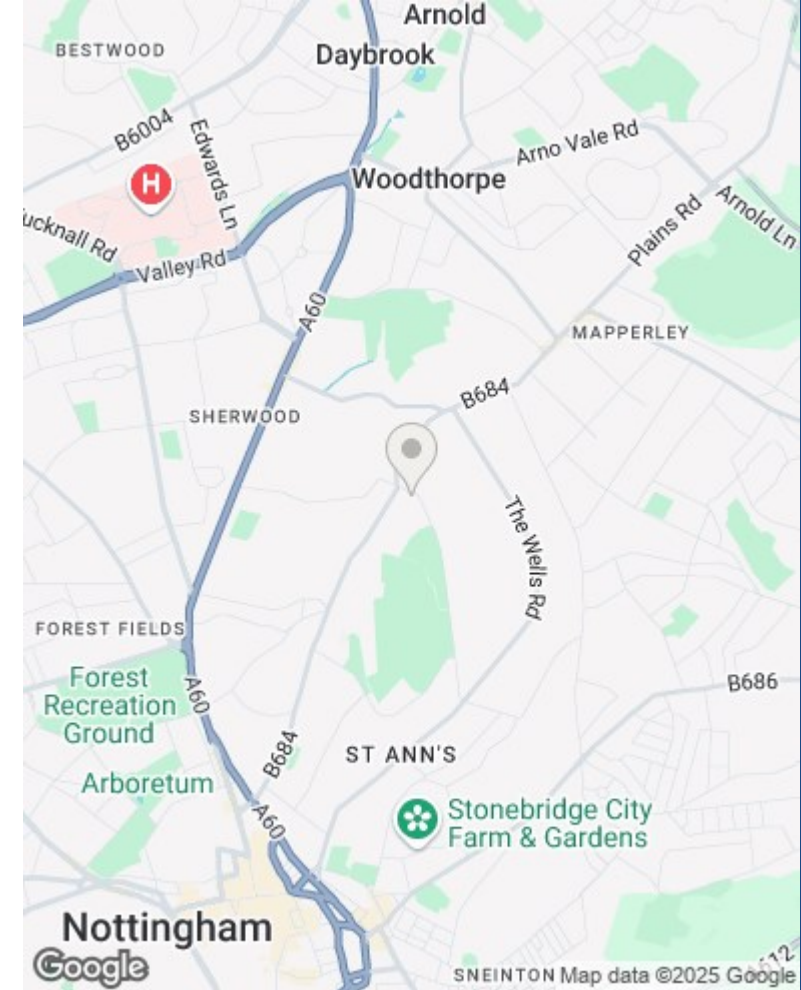 Arnold
BESTWOOD
Daybrook
B6004
Edwards Ln
Arno Vale Rd
H
Woodthorpe
ucknall Rd
Plains Rd
Arnold Ln
Valley Rd
A60
MAPPERLEY
B684
SHERWOOD
The Wells Rd
FOREST FIELDS
Forest
Recreation
Ground
A60
B686
B684
ST ANN'S
Arboretum
Stonebridge City
Farm & Gardens
A60
Nottingham
A612
Google
SNEINTON
Map data ©2025 Google